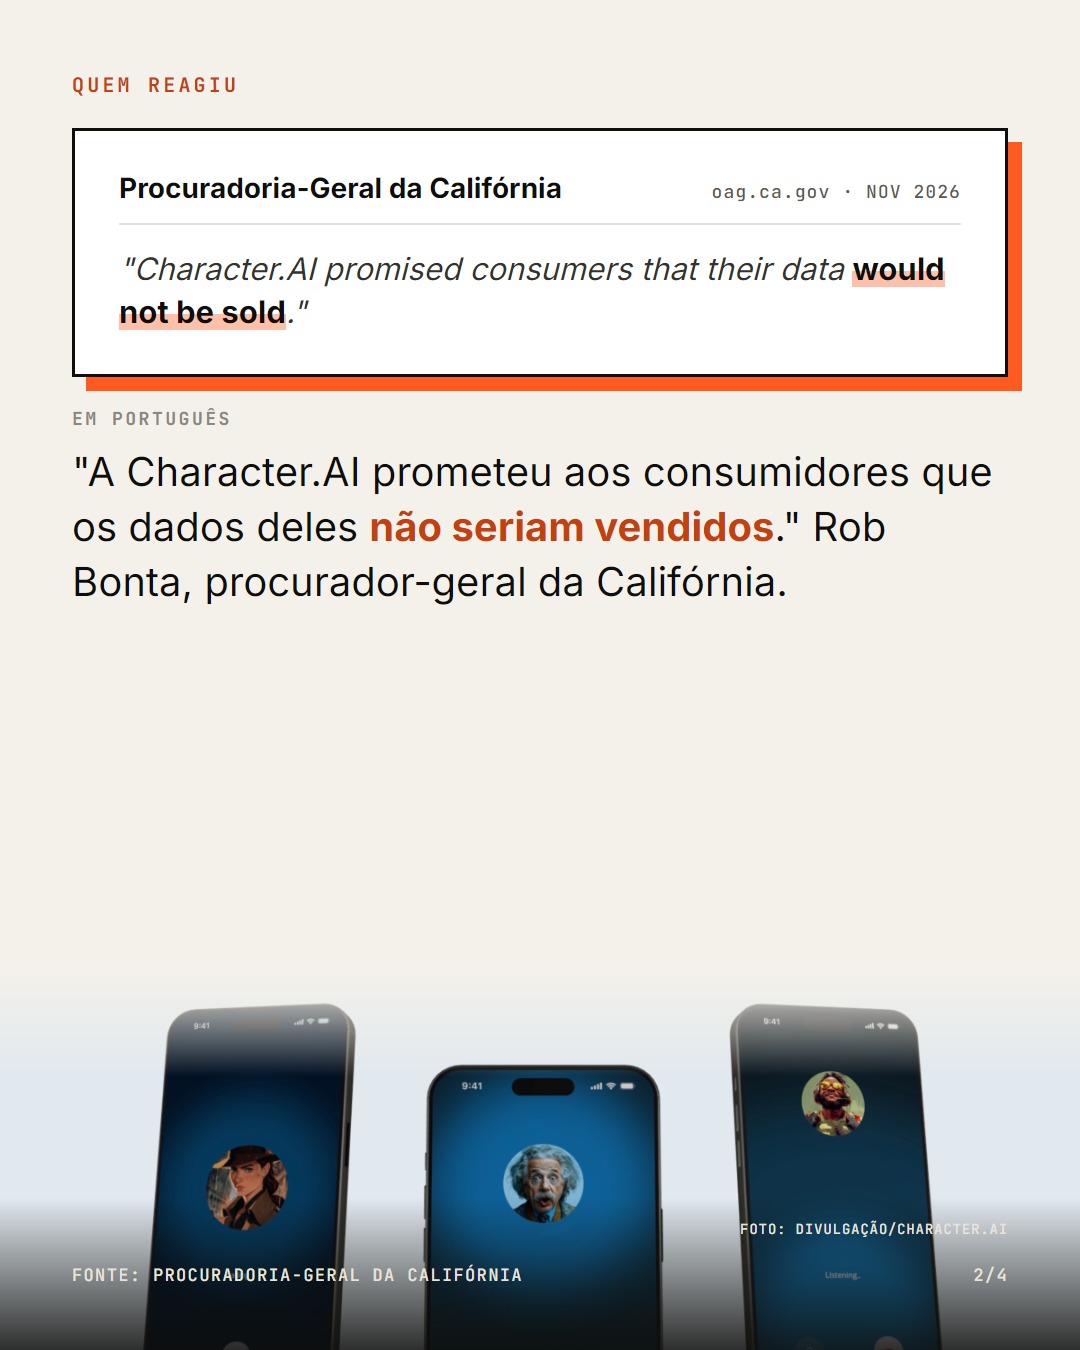 QUEM REAGIU
Procuradoria-Geral da Califórnia
oag.ca.gov · NOV 2026
"Character.AI promised consumers that their data would
not be sold."
EM PORTUGUÊS
"A Character.AI prometeu aos consumidores que
os dados deles não seriam vendidos." Rob
Bonta, procurador-geral da Califórnia.
9:41
9:41
9:41
FOTO: DIVULGAÇÃO/CHARACTER.AI
FONTE: PROCURADORIA-GERAL DA CALIFÓRNIA
Listening..
2/4